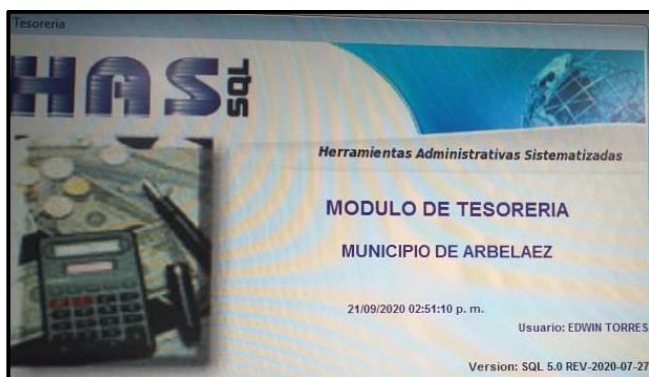 Tesoreria
HAS SQL
Herramientas Administrativas Sistematizadas
MODULO DE TESORERIA
MUNICIPIO DE ARBELAEZ
21/09/2020 02:51:10 p. m.
Usuario: EDWIN TORRES
Version: SQL 5.0 REV-2020-07-27